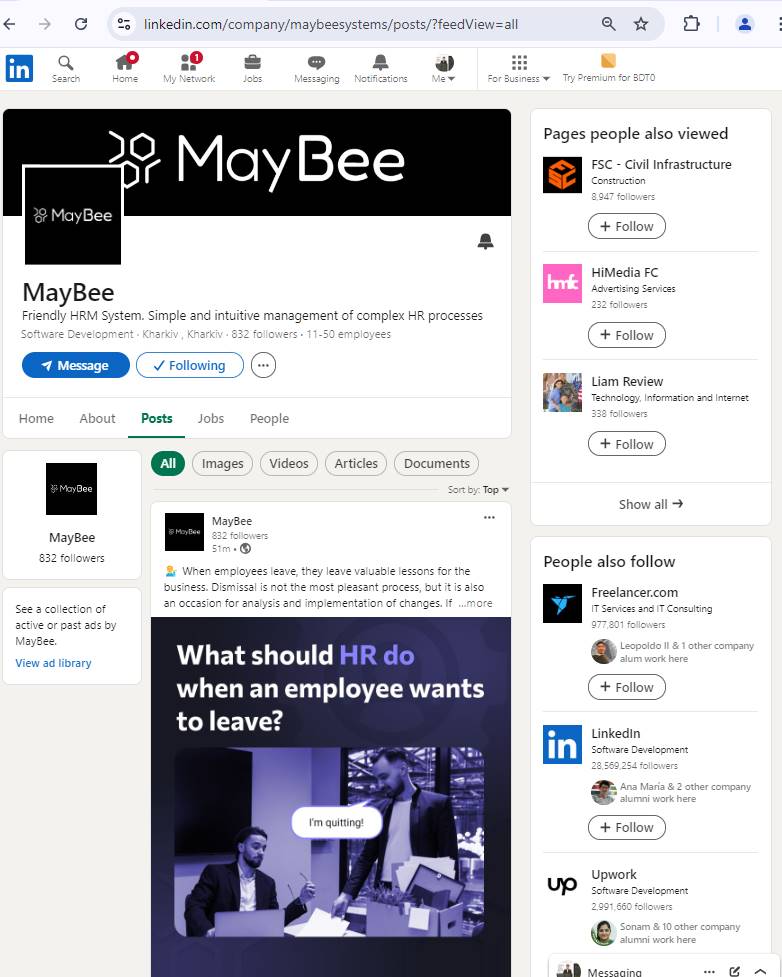 linkedin.com/company/maybeesystems/posts/?feedView=all
in
Search
Home
1
My Network
Jobs
Messaging
Notifications
Me
For Business
Try Premium for BDT0
MayBee
MayBee
MayBee
Friendly HRM System. Simple and intuitive management of complex HR processes
Software Development · Kharkiv , Kharkiv · 832 followers · 11-50 employees
Message
Following
Home
About
Posts
Jobs
People
MayBee
MayBee
832 followers
See a collection of
active or past ads by
MayBee.
View ad library
All
Images
Videos
Articles
Documents
Sort by: Top
MayBee
MayBee
832 followers
51m •
When employees leave, they leave valuable lessons for the
business. Dismissal is not the most pleasant process, but it is also
an occasion for analysis and implementation of changes. If ...more
What should HR do
when an employee wants
to leave?
I'm quitting!
Pages people also viewed
FSC - Civil Infrastructure
Construction
8,947 followers
+ Follow
hmfc
HiMedia FC
Advertising Services
232 followers
+ Follow
Liam Review
Technology, Information and Internet
338 followers
+ Follow
Show all →
People also follow
Freelancer.com
IT Services and IT Consulting
977,801 followers
Leopoldo II & 1 other company
alum work here
+ Follow
in
LinkedIn
Software Development
28,569,254 followers
Ana María & 2 other company
alumni work here
+ Follow
up
Upwork
Software Development
2,991,660 followers
Sonam & 10 other company
alumni work here
Messaging